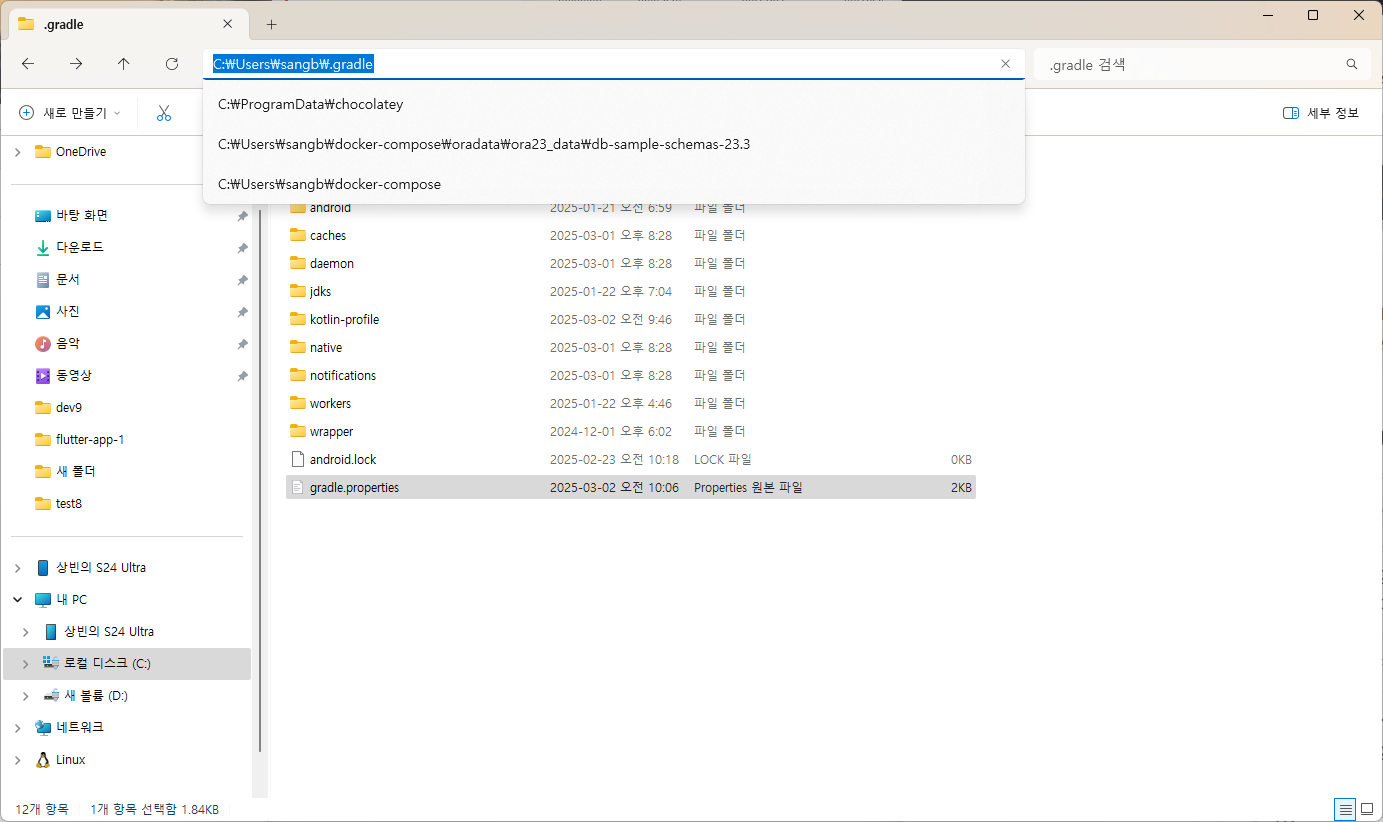 .gradle
C:₩Users₩sangb₩.gradle
.gradle 검색
새로 만들기
세부 정보
C:₩ProgramData₩chocolatey
C:₩Users₩sangb₩docker-compose₩oradata₩ora23_data₩db-sample-schemas-23.3
C:₩Users₩sangb₩docker-compose
OneDrive
바탕 화면
다운로드
문서
사진
음악
동영상
dev9
flutter-app-1
새 폴더
test8
상빈의 S24 Ultra
내 PC
상빈의 S24 Ultra
로컬 디스크 (C:)
새 볼륨 (D:)
네트워크
Linux
android 2025-01-21 오전 6:59 파일 폴더
caches 2025-03-01 오후 8:28 파일 폴더
daemon 2025-03-01 오후 8:28 파일 폴더
jdks 2025-01-22 오후 7:04 파일 폴더
kotlin-profile 2025-03-02 오전 9:46 파일 폴더
native 2025-03-01 오후 8:28 파일 폴더
notifications 2025-03-01 오후 8:28 파일 폴더
workers 2025-01-22 오후 4:46 파일 폴더
wrapper 2024-12-01 오후 6:02 파일 폴더
android.lock 2025-02-23 오전 10:18 LOCK 파일 0KB
gradle.properties 2025-03-02 오전 10:06 Properties 원본 파일 2KB
12개 항목 1개 항목 선택함 1.84KB